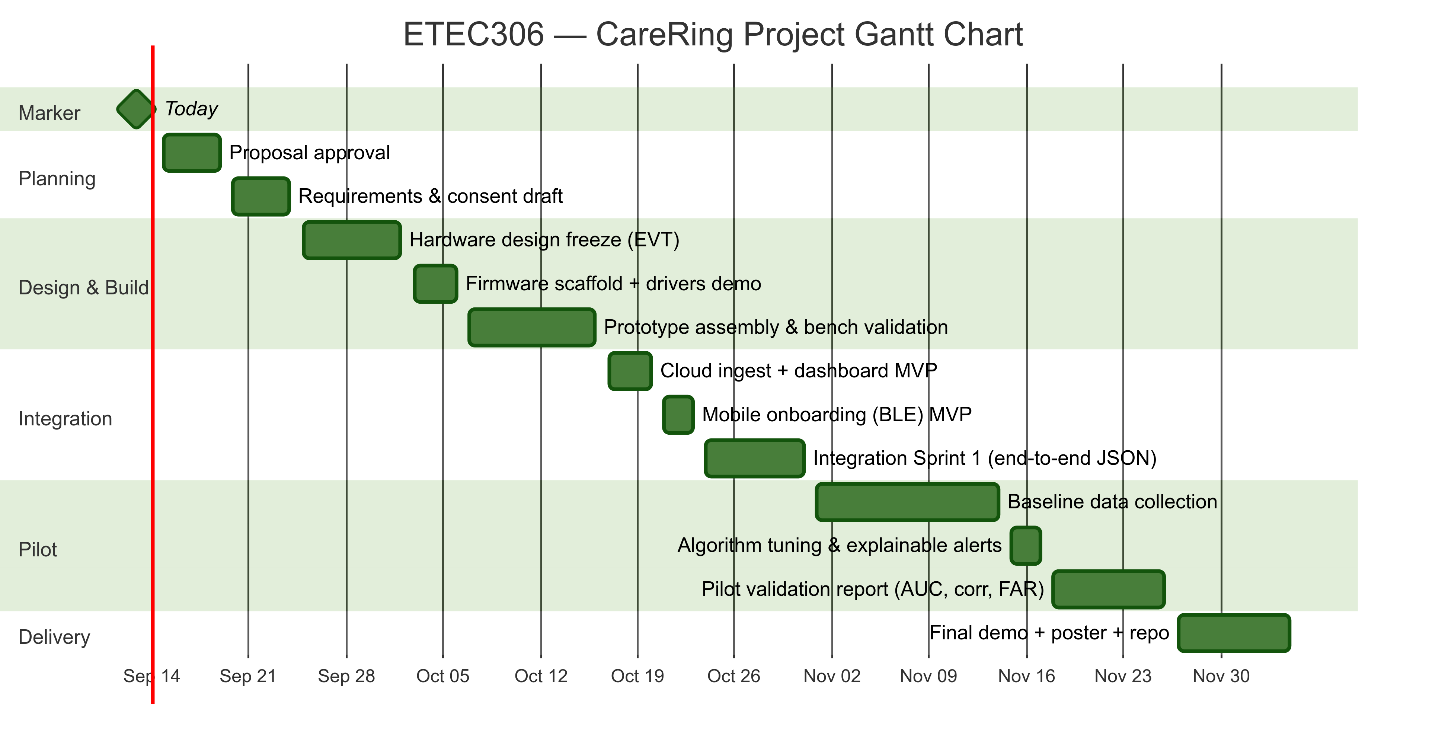 ETEC306 — CareRing Project Gantt Chart
Marker
Today
Planning
Proposal approval
Requirements & consent draft
Design & Build
Hardware design freeze (EVT)
Firmware scaffold + drivers demo
Prototype assembly & bench validation
Integration
Cloud ingest + dashboard MVP
Mobile onboarding (BLE) MVP
Integration Sprint 1 (end-to-end JSON)
Pilot
Baseline data collection
Algorithm tuning & explainable alerts
Pilot validation report (AUC, corr, FAR)
Delivery
Final demo + poster + repo
Sep 14 Sep 21 Sep 28 Oct 05 Oct 12 Oct 19 Oct 26 Nov 02 Nov 09 Nov 16 Nov 23 Nov 30